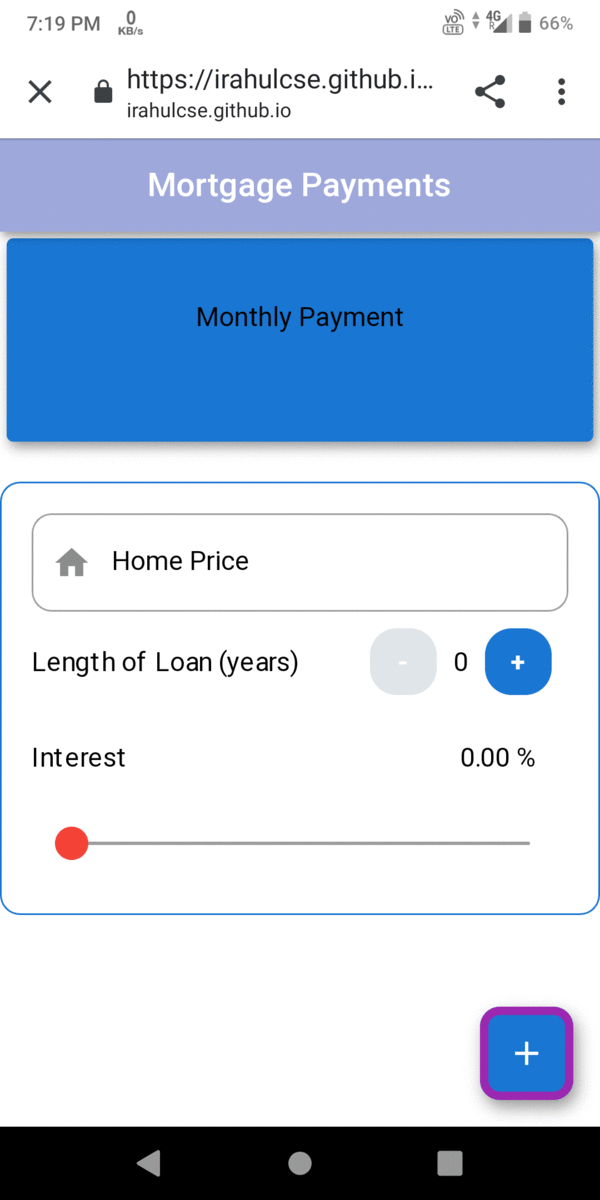 7:19 PM 0 KB/s VO LTE 4G R 66%
https://irahulcse.github.i...
irahulcse.github.io
Mortgage Payments
Monthly Payment
Home Price
Length of Loan (years) - 0 +
Interest 0.00 %
+